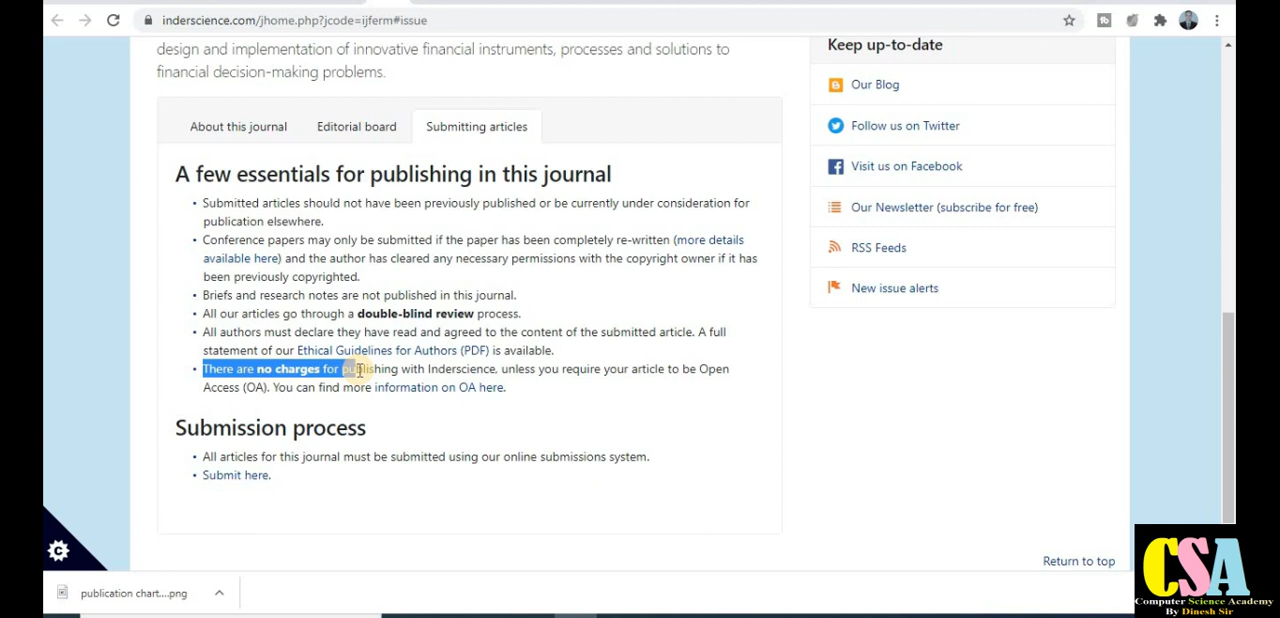 inderscience.com/jhome.php?jcode=ijferm#issue
design and implementation of innovative financial instruments, processes and solutions to
financial decision-making problems.
About this journal
Editorial board
Submitting articles
A few essentials for publishing in this journal
• Submitted articles should not have been previously published or be currently under consideration for
publication elsewhere.
• Conference papers may only be submitted if the paper has been completely re-written (more details
available here) and the author has cleared any necessary permissions with the copyright owner if it has
been previously copyrighted.
• Briefs and research notes are not published in this journal.
• All our articles go through a double-blind review process.
• All authors must declare they have read and agreed to the content of the submitted article. A full
statement of our Ethical Guidelines for Authors (PDF) is available.
• There are no charges for publishing with Inderscience, unless you require your article to be Open
Access (OA). You can find more information on OA here.
Submission process
• All articles for this journal must be submitted using our online submissions system.
• Submit here.
Keep up-to-date
Our Blog
Follow us on Twitter
Visit us on Facebook
Our Newsletter (subscribe for free)
RSS Feeds
New issue alerts
Return to top
publication chart....png
CSA
Computer Science Academy
By Dinesh Sir